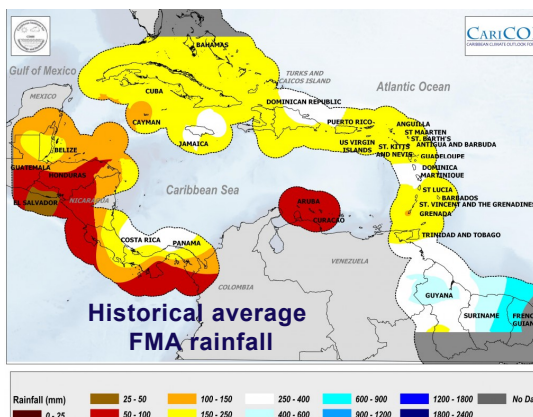 CARICO
CARIBBEAN CLIMATE OUTLOOK FOR
Gulf of Mexico
BAHAMAS
Atlantic Ocean
MEXICO
CUBA
TURKS AND
CAICOS ISLAND
DOMINICAN REPUBLIC
CAYMAN
JAMAICA
PUERTO RICO
ANGUILLA
ST MAARTEN
ST. BARTH'S
ANTIGUA AND BARBUDA
US VIRGIN
ISLANDS
ST. KITTS
AND NEVIS
GUADELOUPE
BELIZE
GUATEMALA
HONDURAS
DOMINICA
MARTINIQUE
Caribbean Sea
ST LUCIA
BARBADOS
ST. VINCENT AND THE GRENADINES
GRENADA
EL SALVADOR
NICARAGUA
ARUBA
CURACAO
TRINIDAD AND TOBAGO
COSTA RICA
PANAMA
VENEZUELA
COLOMBIA
GUYANA
SURINAME
FRENC
GUIAN
Historical average
FMA rainfall
Rainfall (mm)
0 - 25
25 - 50
50 - 100
100 - 150
150 - 250
250 - 400
400 - 600
600 - 900
900 - 1200
1200 - 1800
1800 - 2400
No Da